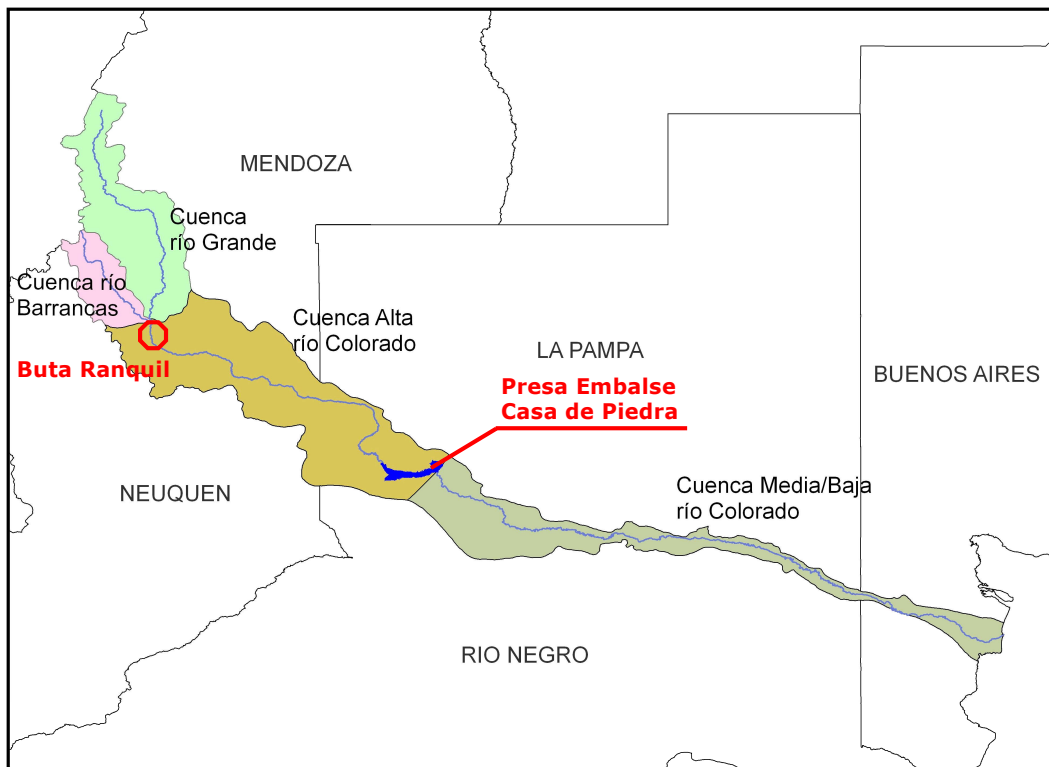 MENDOZA
Cuenca
río Grande
Cuenca río
Barrancas
Cuenca Alta
río Colorado
Buta Ranquil
LA PAMPA
BUENOS AIRES
Presa Embalse
Casa de Piedra
NEUQUEN
Cuenca Media/Baja
río Colorado
RIO NEGRO